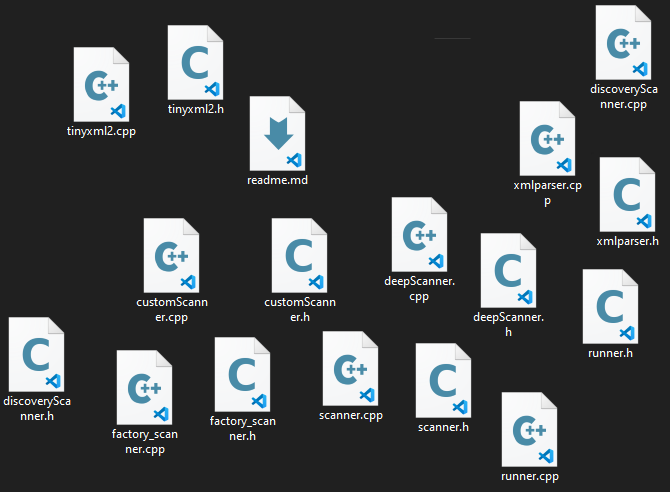 discoverySca
nner.cpp
tinyxml2.h
tinyxml2.cpp
readme.md
xmlparser.cp
p
xmlparser.h
customScann
er.cpp
customScann
er.h
deepScanner.
cpp
deepScanner.
h
runner.h
discoverySca
nner.h
factory_scan
ner.cpp
factory_scan
ner.h
scanner.cpp
scanner.h
runner.cpp